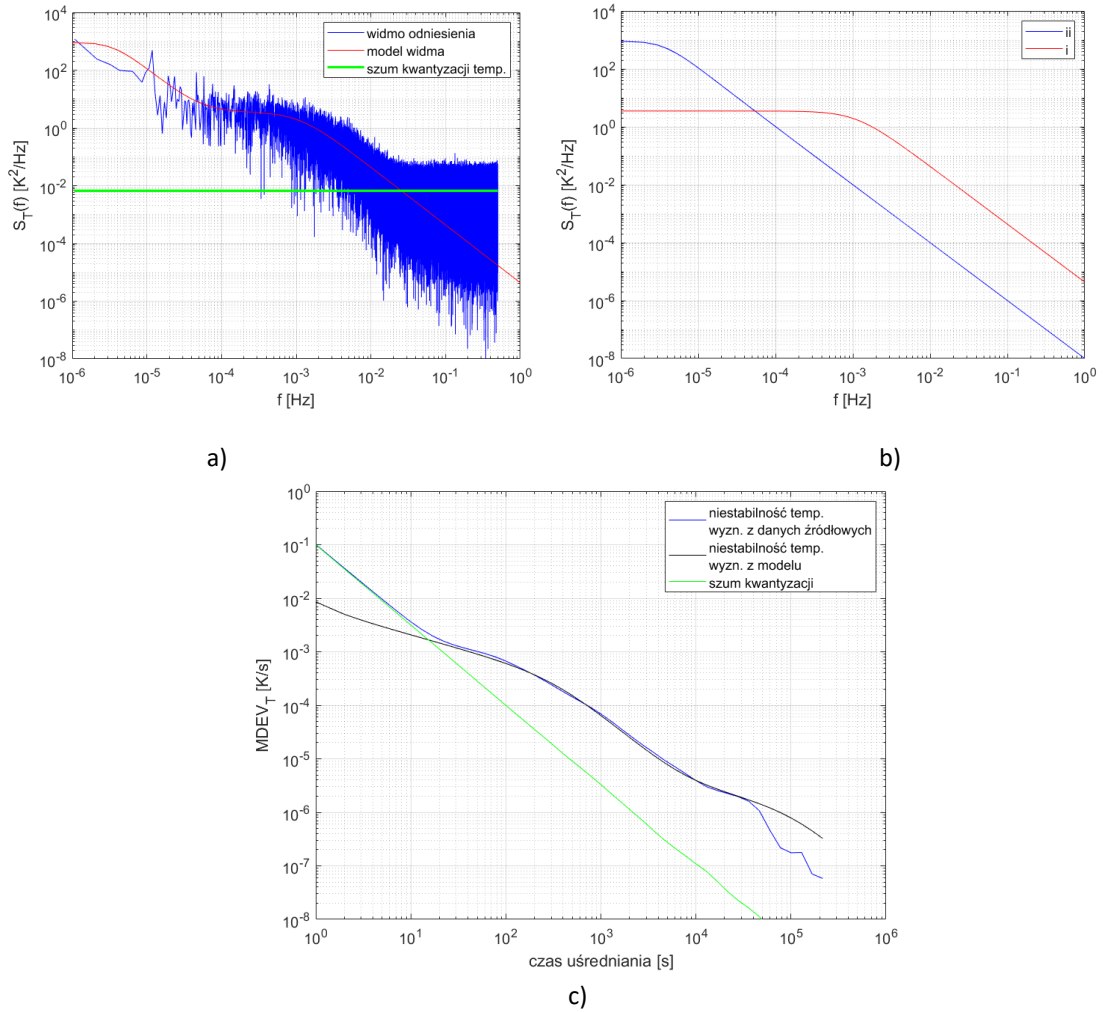 10^4
10^2
10^0
10^-2
10^-4
10^-6
10^-8
S_T(f) [K^2/Hz]
widmo odniesienia
model widma
szum kwantyzacji temp.
10^-6
10^-5
10^-4
10^-3
10^-2
10^-1
10^0
f [Hz]
a)
10^4
10^2
10^0
10^-2
10^-4
10^-6
10^-8
S_T(f) [K^2/Hz]
ii
i
10^-6
10^-5
10^-4
10^-3
10^-2
10^-1
10^0
f [Hz]
b)
10^0
10^-1
10^-2
10^-3
10^-4
10^-5
10^-6
10^-7
10^-8
MDEV_T [K/s]
niestabilność temp.
wyzn. z danych źródłowych
niestabilność temp.
wyzn. z modelu
szum kwantyzacji
10^0
10^1
10^2
10^3
10^4
10^5
10^6
czas uśredniania [s]
c)